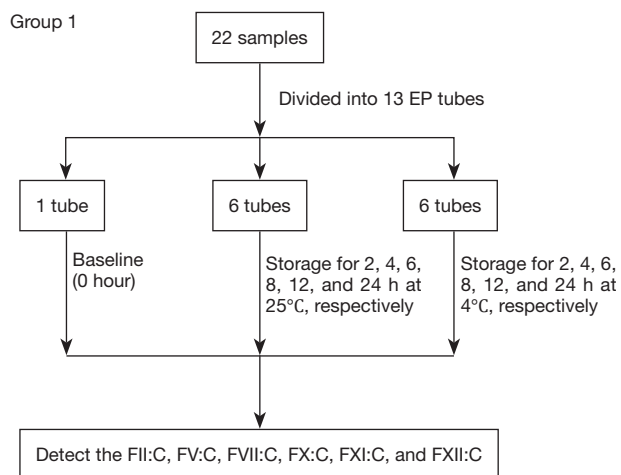 Group 1
22 samples
Divided into 13 EP tubes
1 tube
6 tubes
6 tubes
Baseline
(0 hour)
Storage for 2, 4, 6,
8, 12, and 24 h at
25°C, respectively
Storage for 2, 4, 6,
8, 12, and 24 h at
4°C, respectively
Detect the FII:C, FV:C, FVII:C, FX:C, FXI:C, and FXII:C